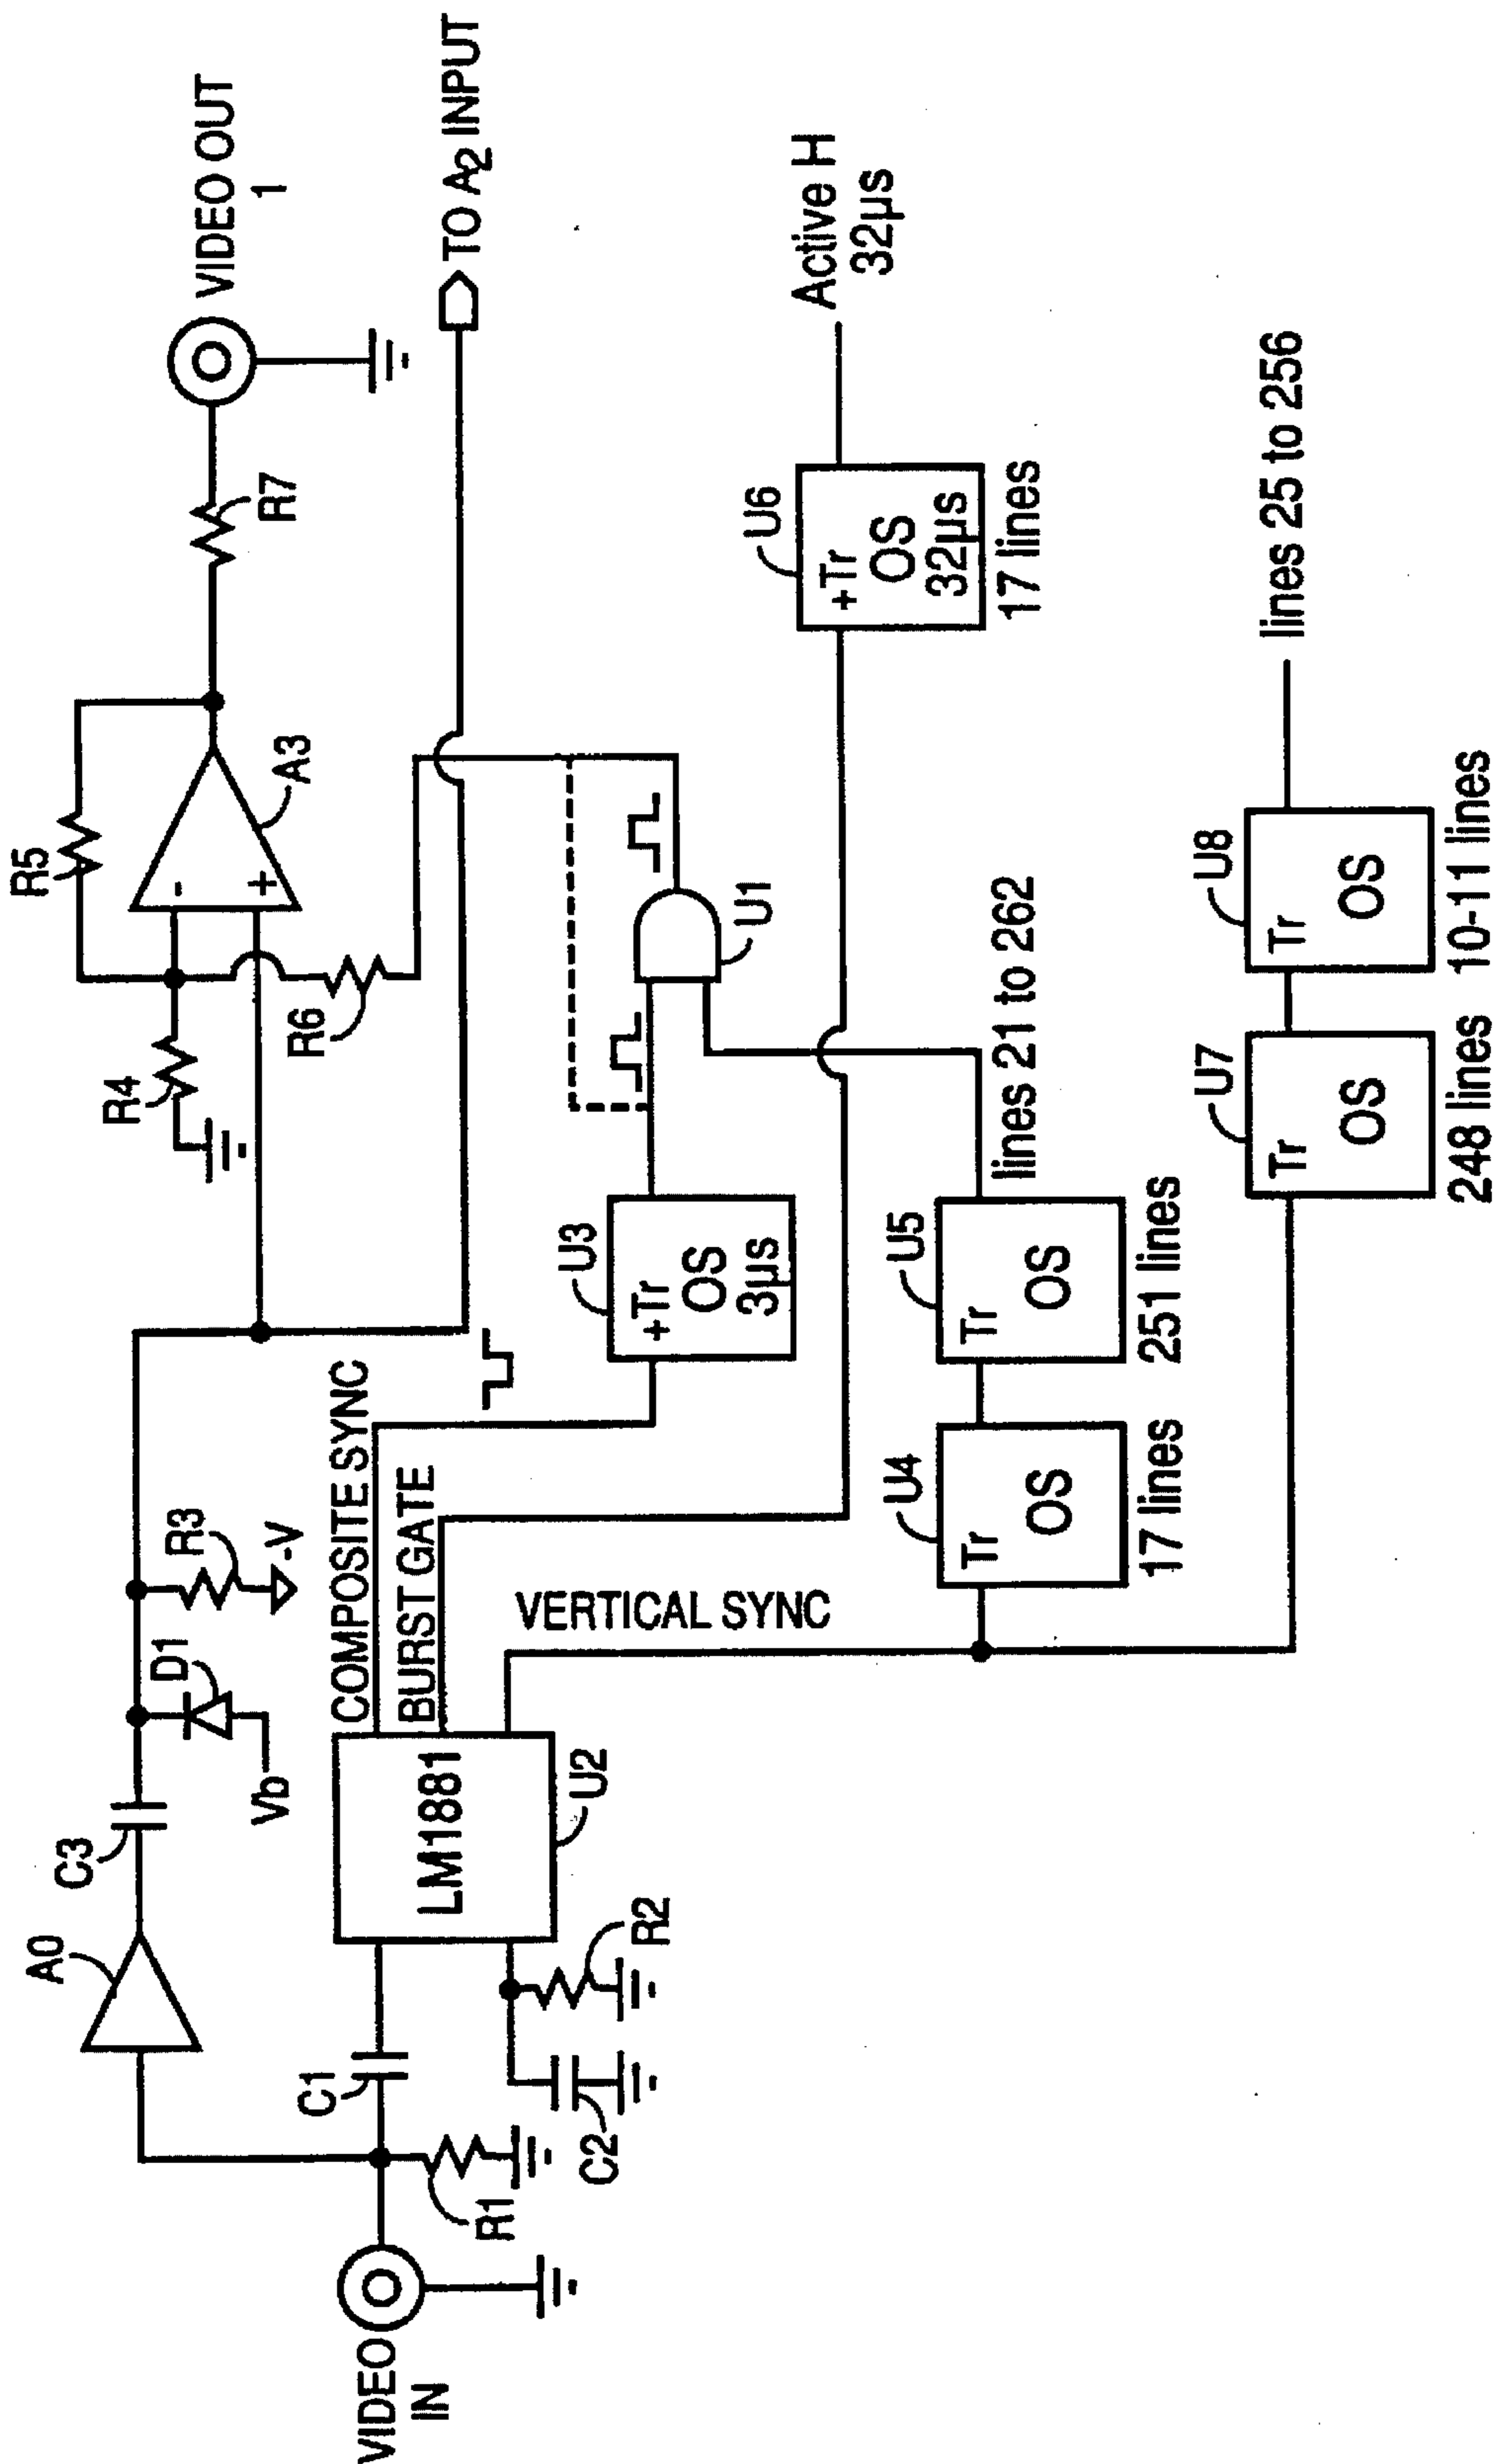 VIDEO
IN
R1
C1
A0
C2
R2
LM1881
U2
C3
D1
Vb
R3
-V
COMPOSITE SYNC
BURST GATE
VERTICAL SYNC
R4
R5
R6
-
+
A3
R7
VIDEO OUT
1
TO A2 INPUT
U3
+Tr
OS
3µs
U1
U6
+Tr
OS
32µs
17 lines
Active H
32µs
U4
Tr
OS
17 lines
U5
Tr
OS
251 lines
lines 21 to 262
U7
Tr
OS
248 lines
U8
Tr
OS
10-11 lines
lines 25 to 256